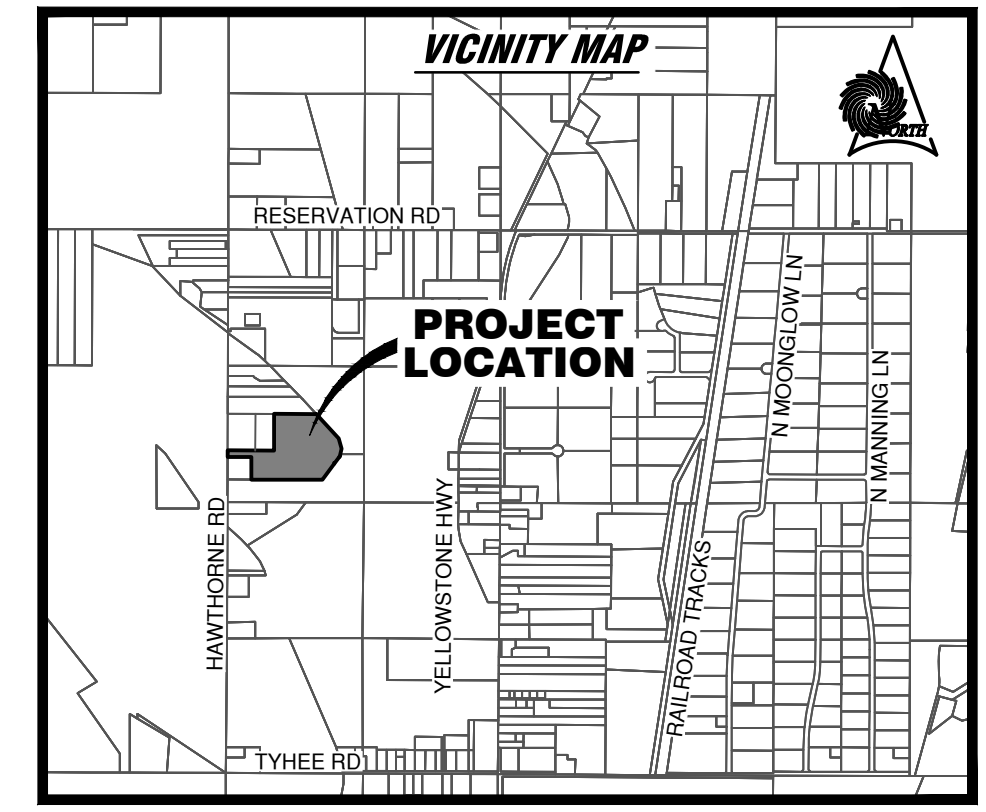 VICINITY MAP
NORTH
RESERVATION RD
PROJECT
LOCATION
N MOONGLOW LN
N MANNING LN
HAWTHORNE RD
YELLOWSTONE HWY
RAILROAD TRACKS
TYHEE RD